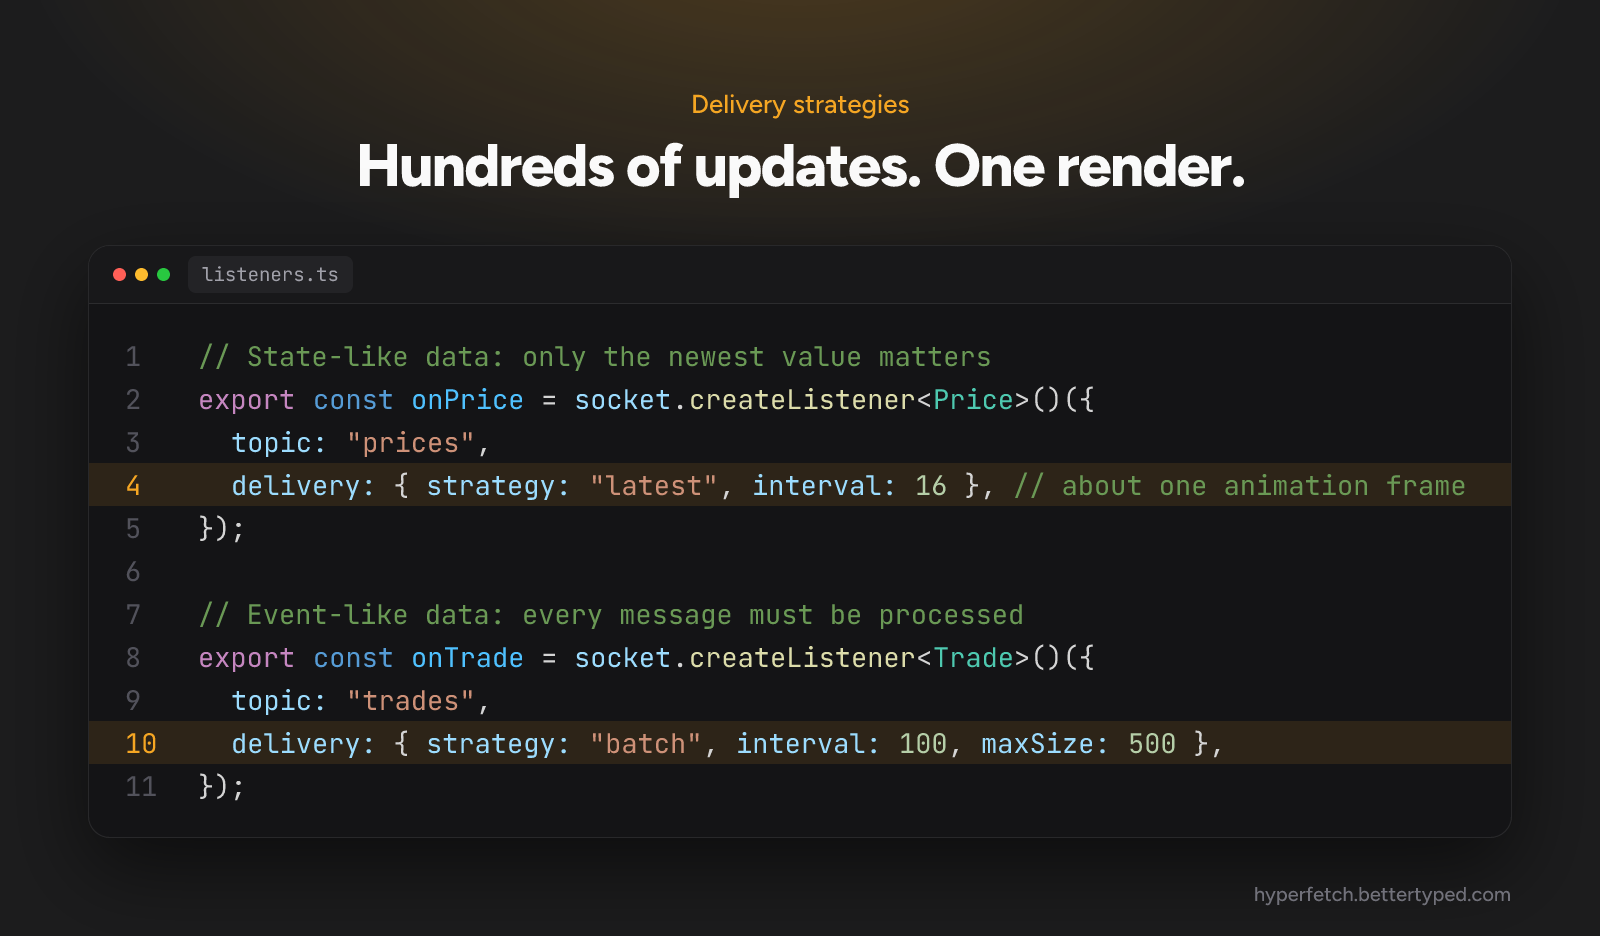 Delivery strategies
Hundreds of updates. One render.
listeners.ts
1 // State-like data: only the newest value matters
2 export const onPrice = socket.createListener<Price>()({
3   topic: "prices",
4   delivery: { strategy: "latest", interval: 16 }, // about one animation frame
5 });
6
7 // Event-like data: every message must be processed
8 export const onTrade = socket.createListener<Trade>()({
9   topic: "trades",
10   delivery: { strategy: "batch", interval: 100, maxSize: 500 },
11 });
hyperfetch.bettertyped.com